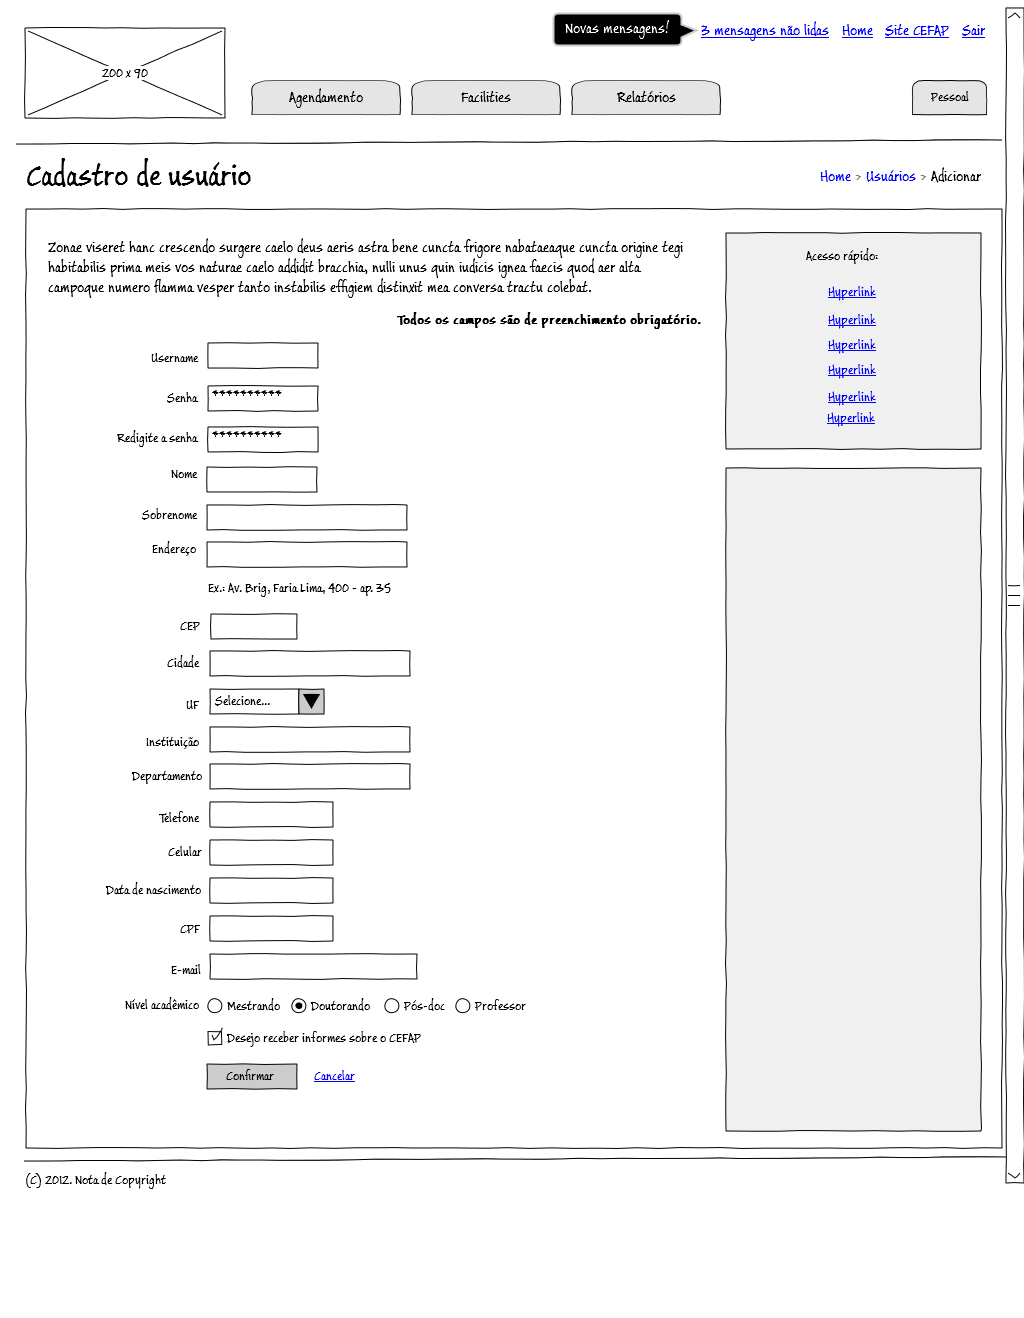 Novas mensagens!
3 mensagens não lidas Home Site CEFAP Sair
200 x 90
Agendamento Facilities Relatórios Pessoal
Cadastro de usuário
Home > Usuários > Adicionar
Zonae viseret hanc crescendo surgere caelo deus aeris astra bene cuncta frigore nabataeaque cuncta origine tegi
habitabilis prima meis vos naturae caelo addidit bracchia, nulli unus quin iudicis ignea faecis quod aer alta
campoque numero flamma vesper tanto instabilis effigiem distinxit mea conversa tractu colebat.
Todos os campos são de preenchimento obrigatório.
Username
Senha **********
Redigite a senha **********
Nome
Sobrenome
Endereço
Ex.: Av. Brig, Faria Lima, 400 - ap. 35
CEP
Cidade
UF Selecione...
Instituição
Departamento
Telefone
Celular
Data de nascimento
CPF
E-mail
Nível acadêmico Mestrando Doutorando Pós-doc Professor
Desejo receber informes sobre o CEFAP
Confirmar Cancelar
Acesso rápido:
Hyperlink
Hyperlink
Hyperlink
Hyperlink
Hyperlink
Hyperlink
(C) 2012. Nota de Copyright